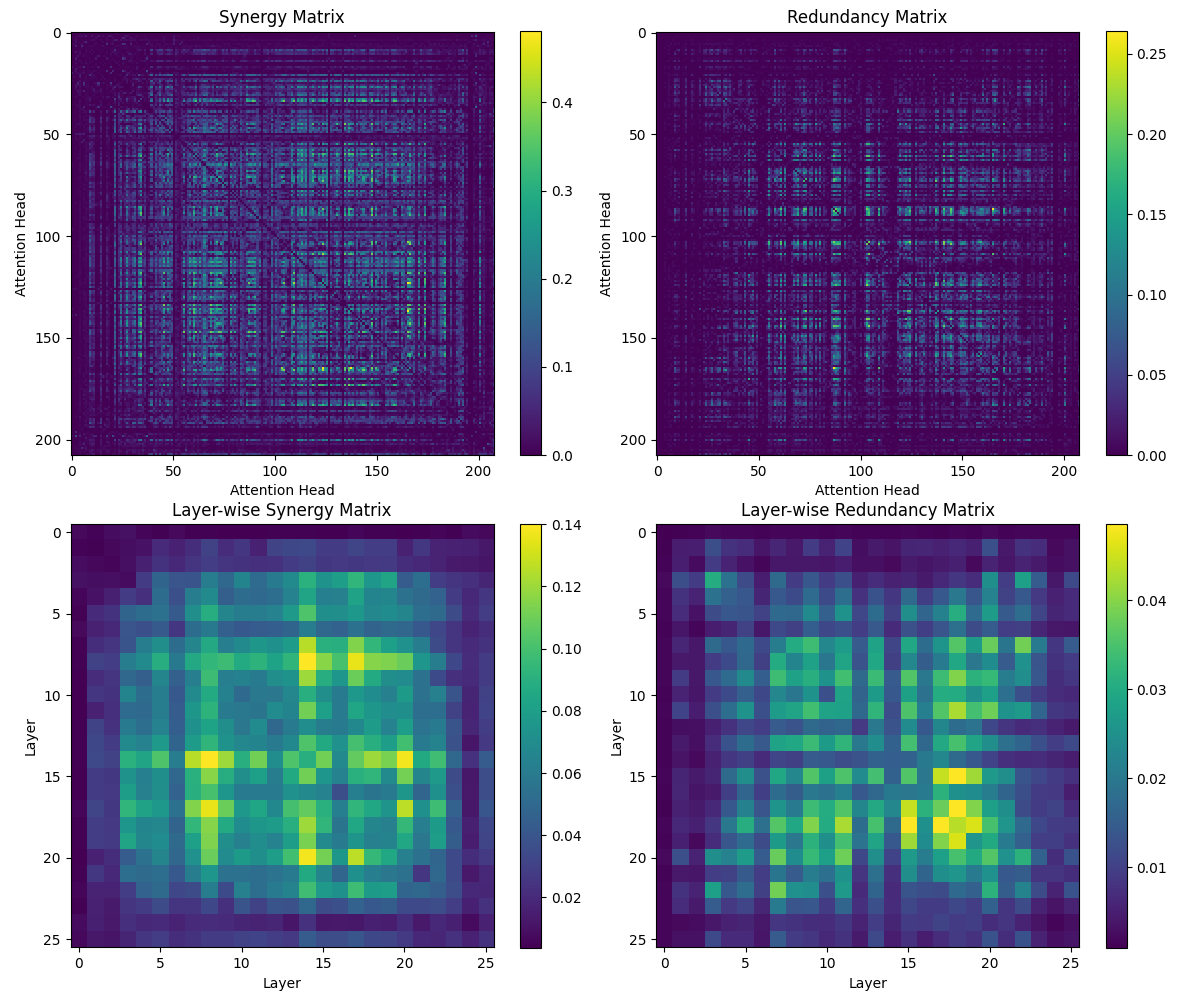 Synergy Matrix
0
50
100
150
200
0 50 100 150 200
Attention Head
Attention Head
0.4
0.3
0.2
0.1
0.0
Redundancy Matrix
0
50
100
150
200
0 50 100 150 200
Attention Head
Attention Head
0.25
0.20
0.15
0.10
0.05
0.00
Layer-wise Synergy Matrix
0
5
10
15
20
25
0 5 10 15 20 25
Layer
Layer
0.14
0.12
0.10
0.08
0.06
0.04
0.02
Layer-wise Redundancy Matrix
0
5
10
15
20
25
0 5 10 15 20 25
Layer
Layer
0.04
0.03
0.02
0.01